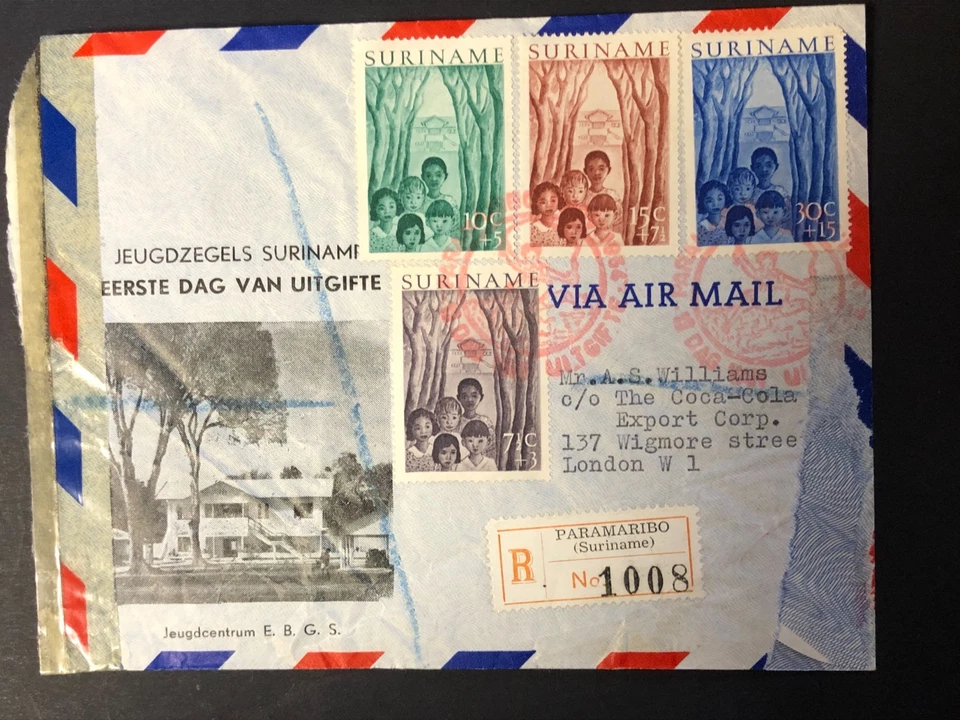 SURINAME
SURINAME
SURINAME
10C
+5
15C
+7½
30C
+15
JEUGDZEGELS SURINAME
EERSTE DAG VAN UITGIFTE
SURINAME
7½C
+3
VIA AIR MAIL
Mr. A.S. Williams
c/o The Coca-Cola
Export Corp.
137 Wigmore stree
London W 1
R
PARAMARIBO
(Suriname)
No 1008
Jeugdcentrum E. B. G. S.